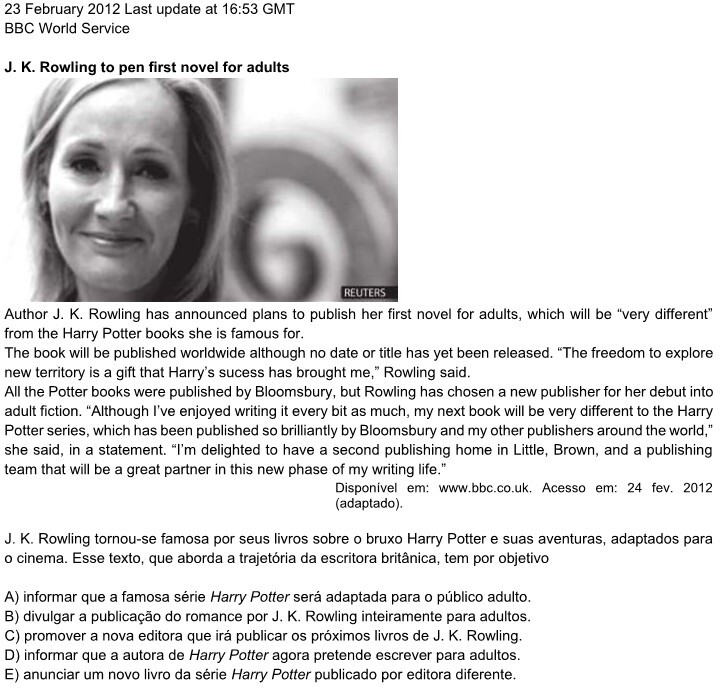 23 February 2012 Last update at 16:53 GMT
BBC World Service
J. K. Rowling to pen first novel for adults
REUTERS
Author J. K. Rowling has announced plans to publish her first novel for adults, which will be “very different”
from the Harry Potter books she is famous for.
The book will be published worldwide although no date or title has yet been released. “The freedom to explore
new territory is a gift that Harry’s sucess has brought me,” Rowling said.
All the Potter books were published by Bloomsbury, but Rowling has chosen a new publisher for her debut into
adult fiction. “Although I’ve enjoyed writing it every bit as much, my next book will be very different to the Harry
Potter series, which has been published so brilliantly by Bloomsbury and my other publishers around the world,”
she said, in a statement. “I’m delighted to have a second publishing home in Little, Brown, and a publishing
team that will be a great partner in this new phase of my writing life.”
Disponível em: www.bbc.co.uk. Acesso em: 24 fev. 2012
(adaptado).
J. K. Rowling tornou-se famosa por seus livros sobre o bruxo Harry Potter e suas aventuras, adaptados para
o cinema. Esse texto, que aborda a trajetória da escritora britânica, tem por objetivo
A) informar que a famosa série Harry Potter será adaptada para o público adulto.
B) divulgar a publicação do romance por J. K. Rowling inteiramente para adultos.
C) promover a nova editora que irá publicar os próximos livros de J. K. Rowling.
D) informar que a autora de Harry Potter agora pretende escrever para adultos.
E) anunciar um novo livro da série Harry Potter publicado por editora diferente.